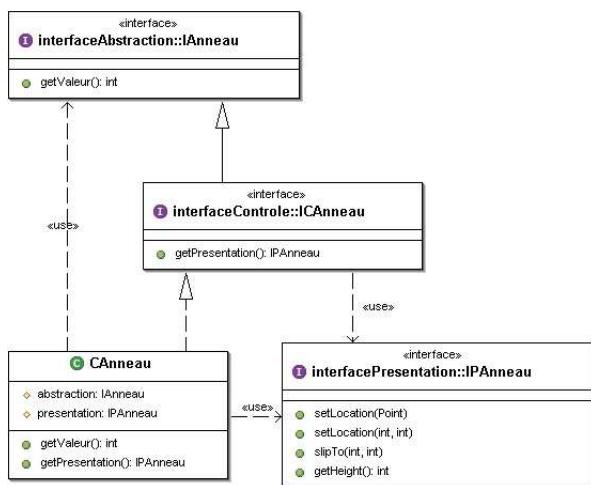 «interface»
I interfaceAbstraction::IAnneau
getValeur(): int
«interface»
I interfaceControle::ICAnneau
getPresentation(): IPAnneau
«use»
«use»
C CAnneau
abstraction: IAnneau
presentation: IPAnneau
getValeur(): int
getPresentation(): IPAnneau
«use»
«interface»
I interfacePresentation::IPAnneau
setLocation(Point)
setLocation(int, int)
slipTo(int, int)
getHeight(): int